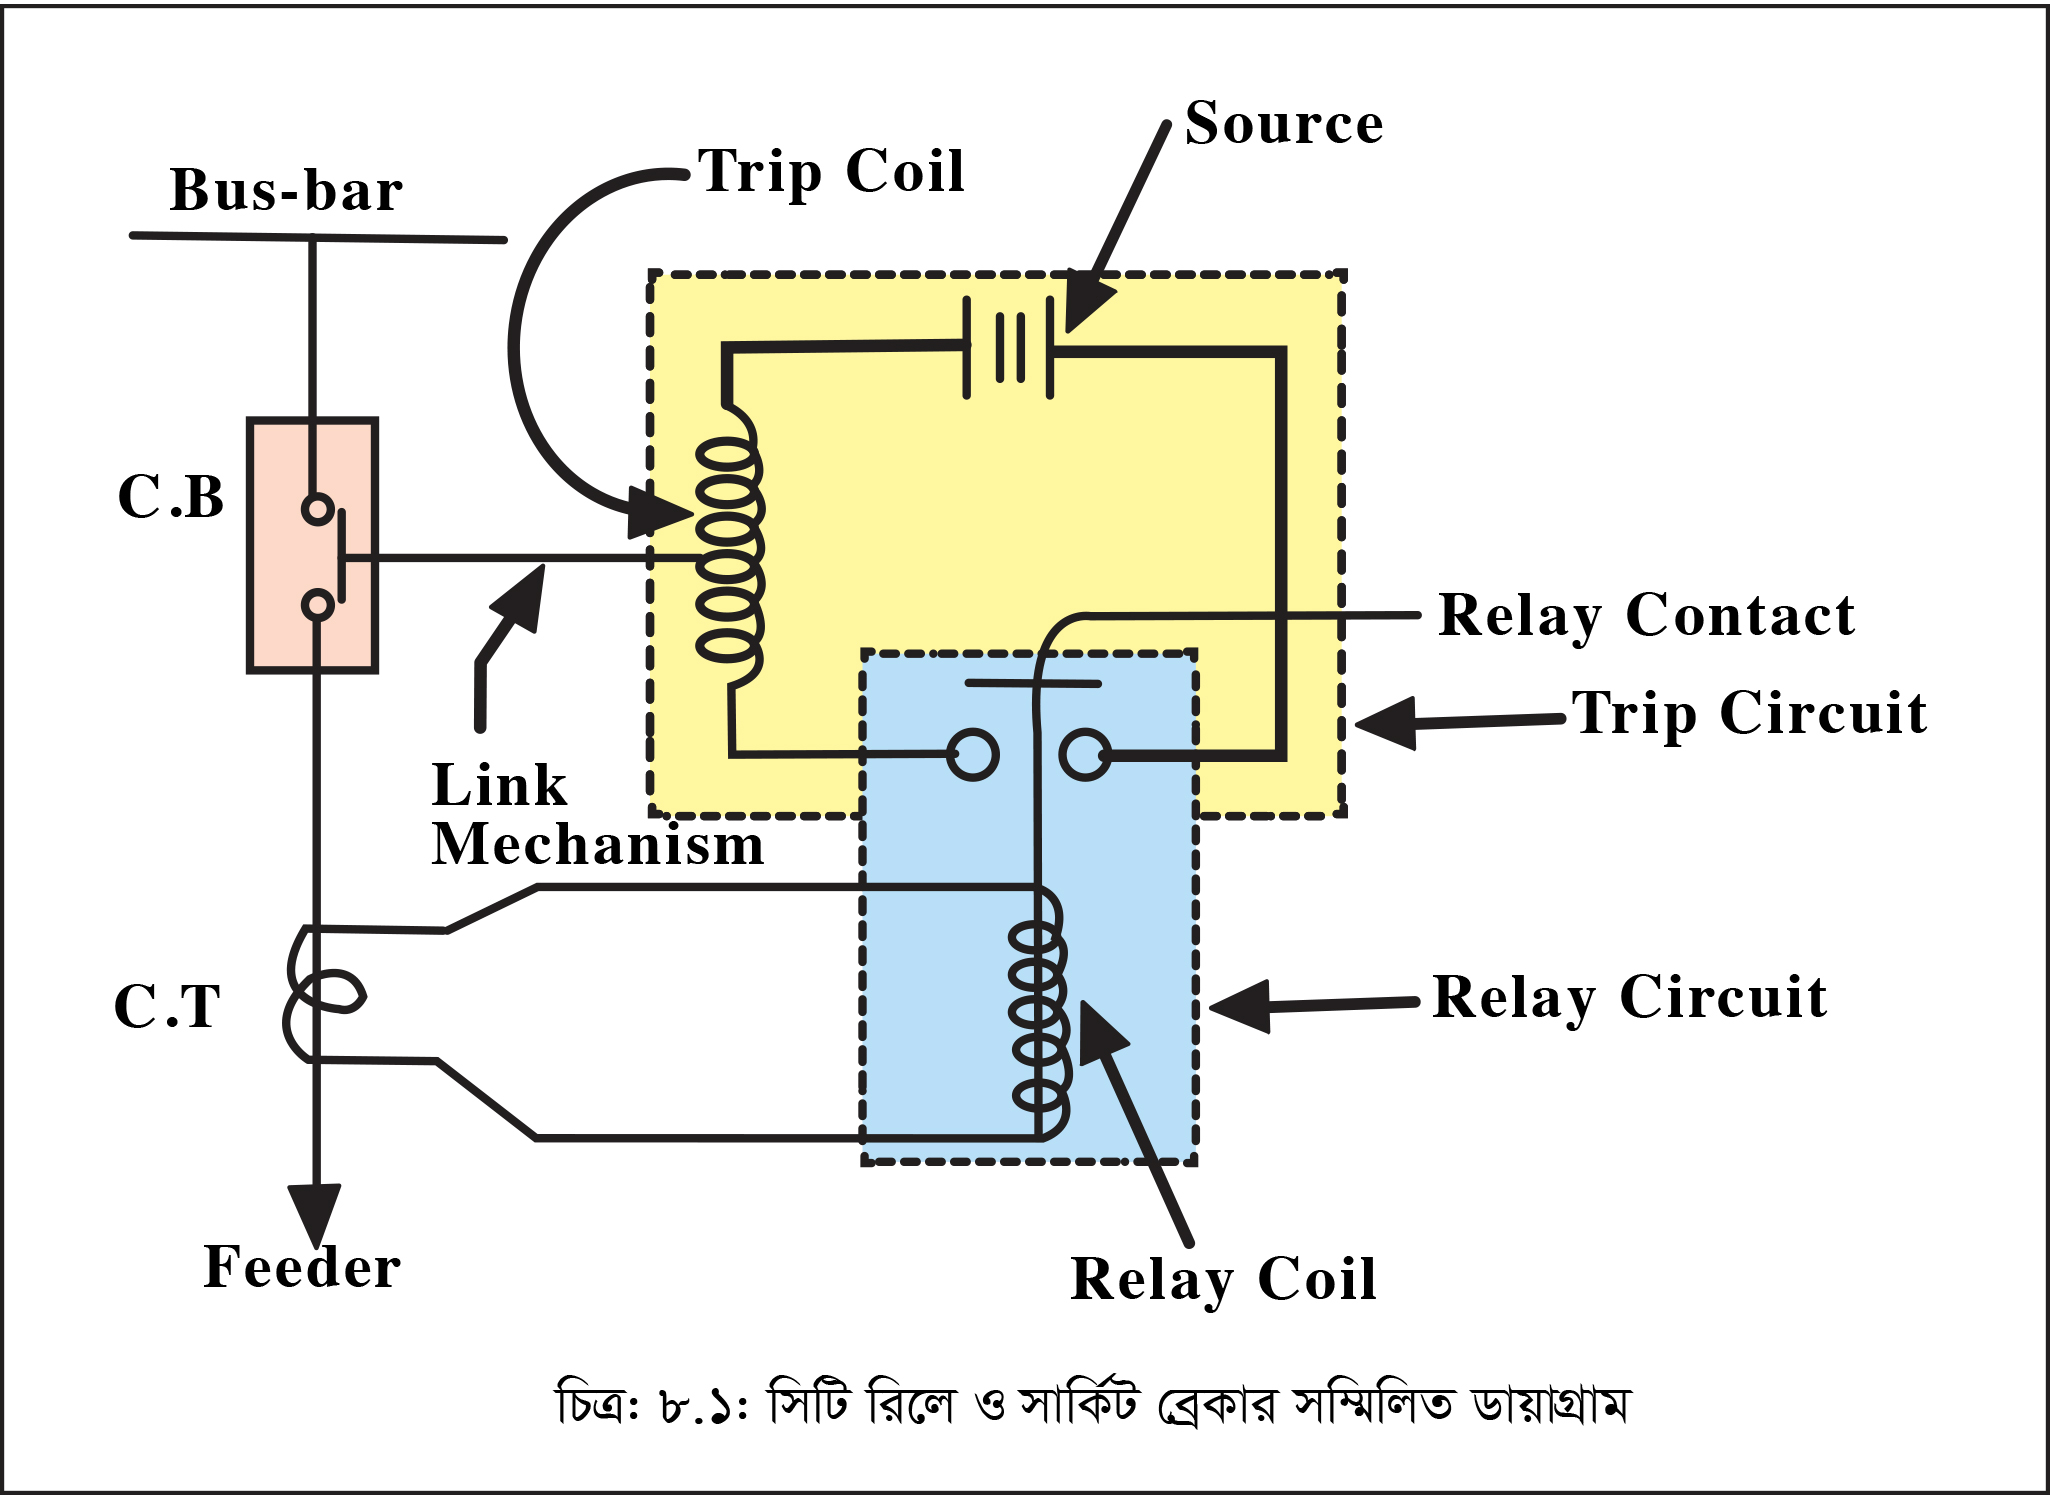 Source
Trip Coil
Bus-bar
C.B
Relay Contact
Trip Circuit
Link
Mechanism
C.T
Relay Circuit
Feeder
Relay Coil
চিত্র: ৮.১: সিটি রিলে ও সার্কিট ব্রেকার সম্মিলিত ডায়াগ্রাম